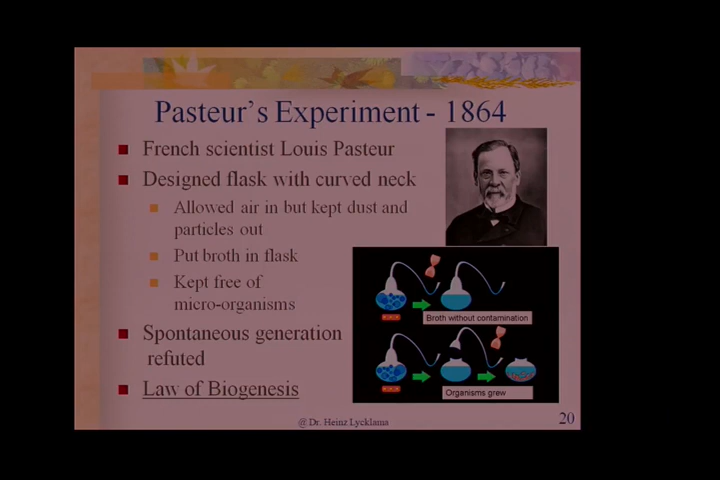 Pasteur's Experiment - 1864
French scientist Louis Pasteur
Designed flask with curved neck
Allowed air in but kept dust and
particles out
Put broth in flask
Kept free of
micro-organisms
Spontaneous generation
refuted
Law of Biogenesis
Broth without contamination
Organisms grew
@ Dr. Heinz Lycklama
20